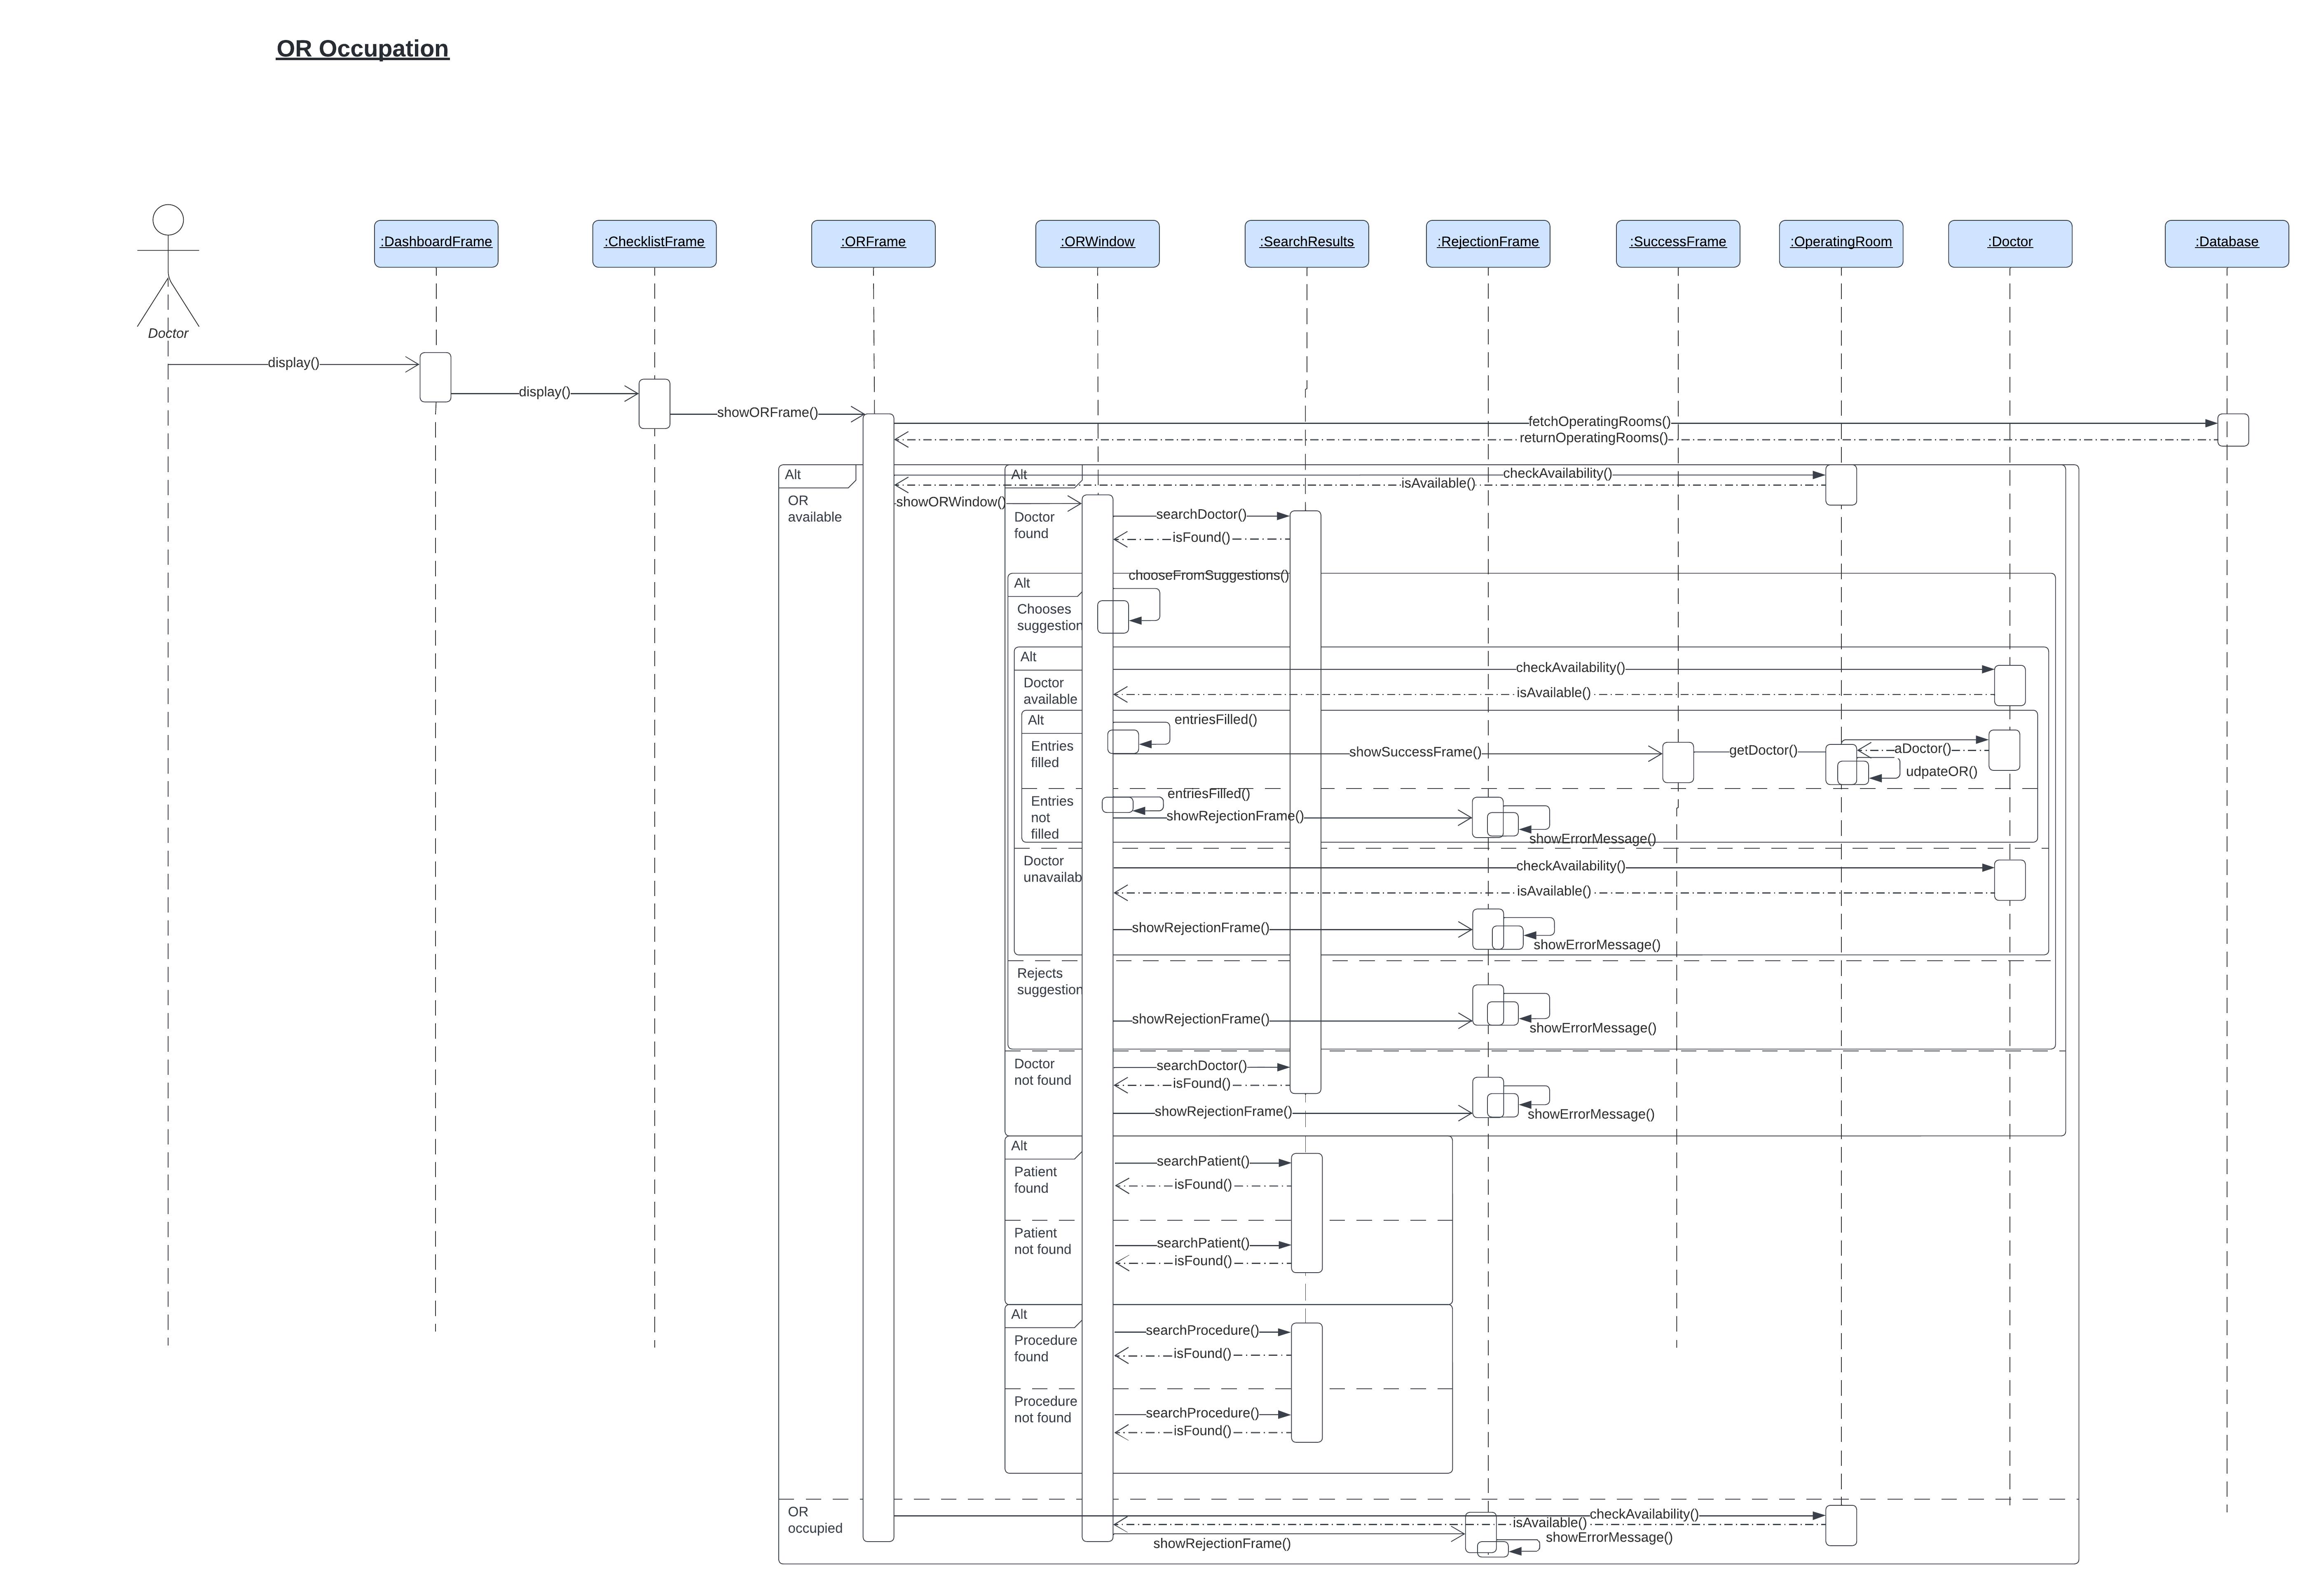 OR Occupation
:DashboardFrame
:ChecklistFrame
:ORFrame
:ORWindow
:SearchResults
:RejectionFrame
:SuccessFrame
:OperatingRoom
:Doctor
:Database
Doctor
display()
display()
showORFrame()
fetchOperatingRooms()
returnOperatingRooms()
Alt
Alt
checkAvailability()
isAvailable()
OR
available
showORWindow()
Doctor
found
searchDoctor()
isFound()
Alt
chooseFromSuggestions()
Chooses
suggestion
Alt
checkAvailability()
Doctor
available
isAvailable()
Alt
entriesFilled()
Entries
filled
showSuccessFrame()
getDoctor()
aDoctor()
udpateOR()
Entries
not
filled
entriesFilled()
showRejectionFrame()
showErrorMessage()
Doctor
unavailab
checkAvailability()
isAvailable()
showRejectionFrame()
showErrorMessage()
Rejects
suggestion
showRejectionFrame()
showErrorMessage()
Doctor
not found
searchDoctor()
isFound()
showRejectionFrame()
showErrorMessage()
Alt
Patient
found
searchPatient()
isFound()
Patient
not found
searchPatient()
isFound()
Alt
Procedure
found
searchProcedure()
isFound()
Procedure
not found
searchProcedure()
isFound()
OR
occupied
checkAvailability()
isAvailable()
showRejectionFrame()
showErrorMessage()